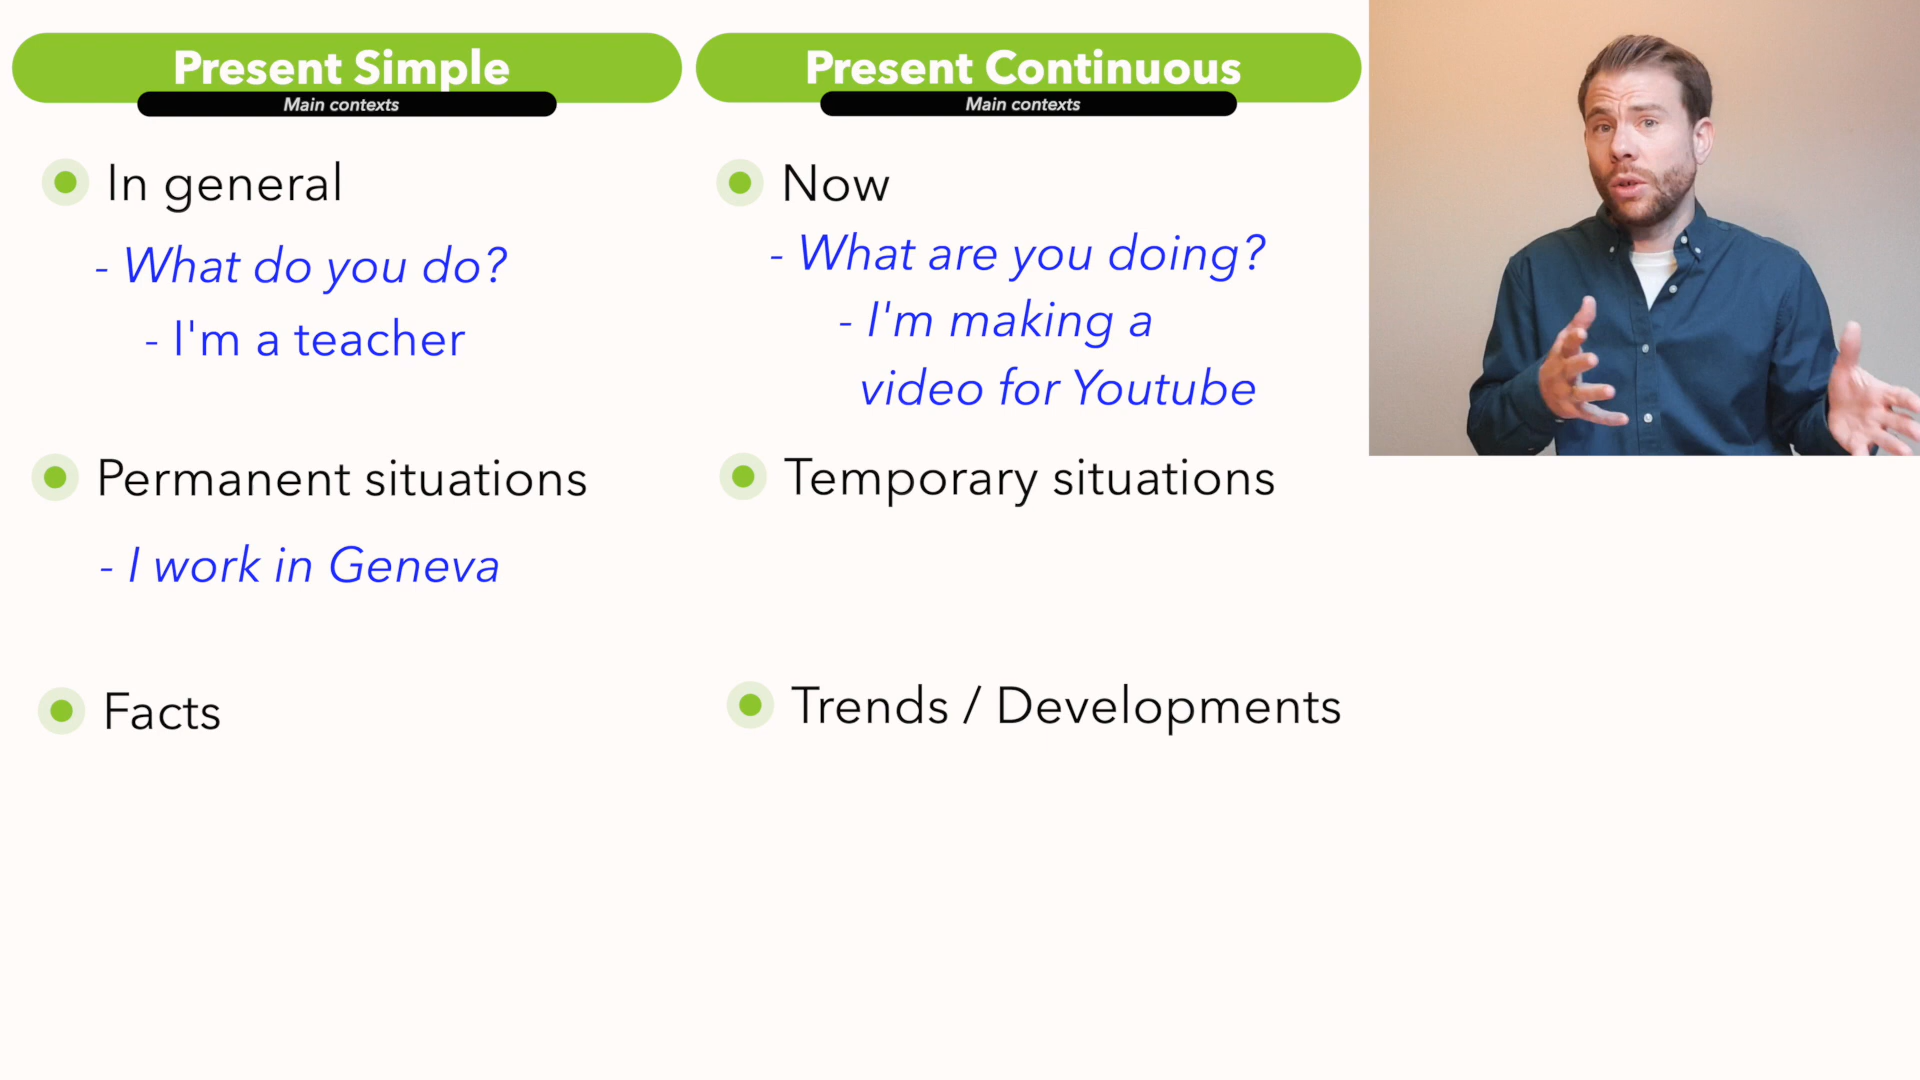 Present Simple
Main contexts
In general
- What do you do?
- I'm a teacher
Permanent situations
- I work in Geneva
Facts
Present Continuous
Main contexts
Now
- What are you doing?
- I'm making a
video for Youtube
Temporary situations
Trends / Developments